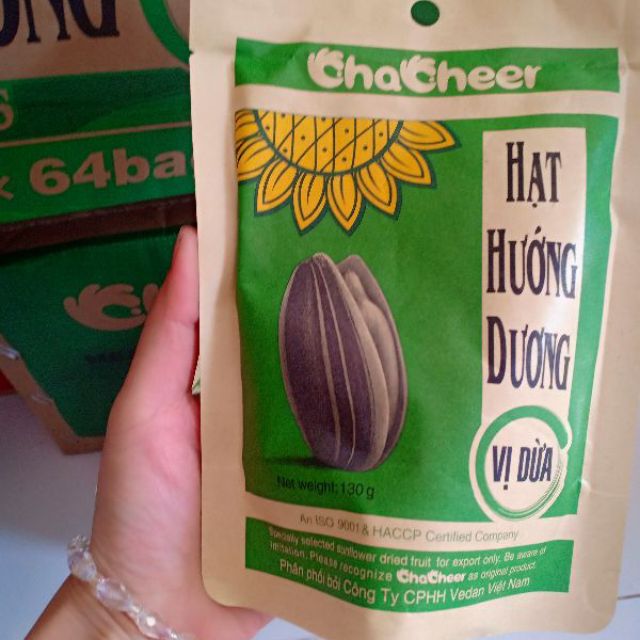 ChaCheer
HẠT
HƯỚNG
DƯƠNG
VỊ DỪA
Net weight: 130 g
An ISO 9001 & HACCP Certified Company
Specially selected sunflower dried fruit for export only. Be aware of
imitation. Please recognize ChaCheer as original product.
Phân phối bởi Công Ty CPHH Vedan Việt Nam
64ba